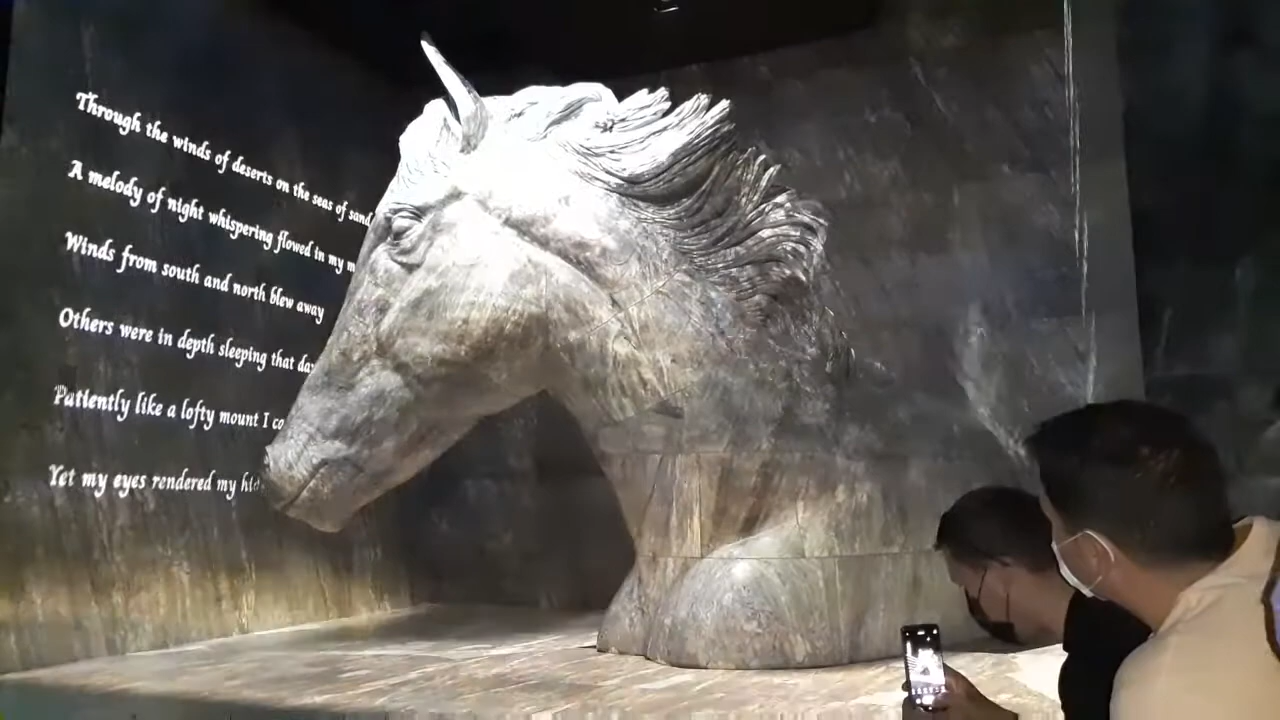 Through the winds of deserts on the seas of sand
A melody of night whispering flowed in my
Winds from south and north blew away
Others were in depth sleeping that
Patiently like a lofty mount I
Yet my eyes rendered my